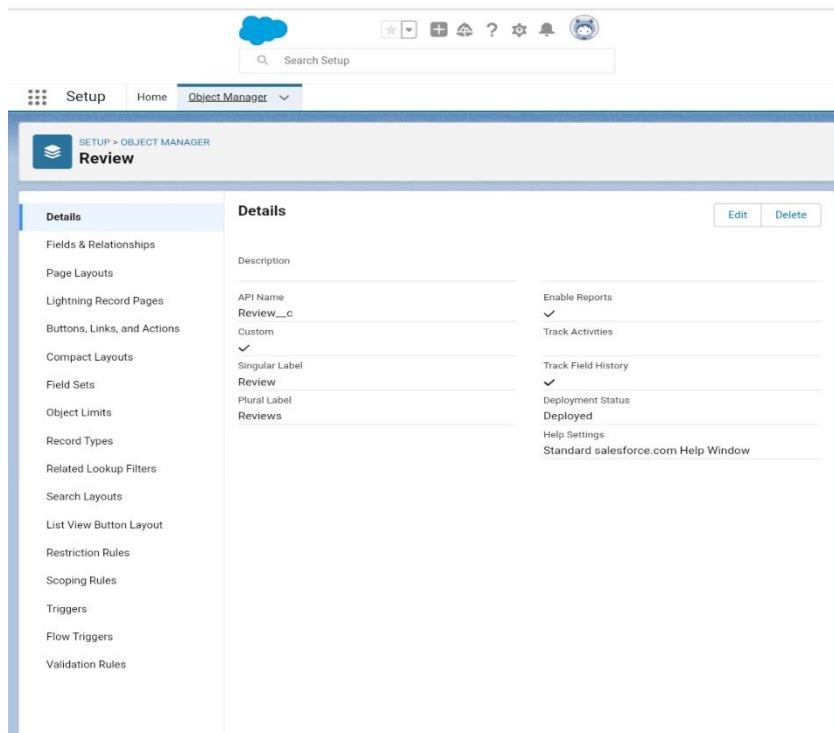 Search Setup
Setup
Home
Object Manager
SETUP > OBJECT MANAGER
Review
Details
Fields & Relationships
Page Layouts
Lightning Record Pages
Buttons, Links, and Actions
Compact Layouts
Field Sets
Object Limits
Record Types
Related Lookup Filters
Search Layouts
List View Button Layout
Restriction Rules
Scoping Rules
Triggers
Flow Triggers
Validation Rules
Details
Edit
Delete
Description
API Name
Review__c
Custom
Singular Label
Review
Plural Label
Reviews
Enable Reports
Track Activities
Track Field History
Deployment Status
Deployed
Help Settings
Standard salesforce.com Help Window